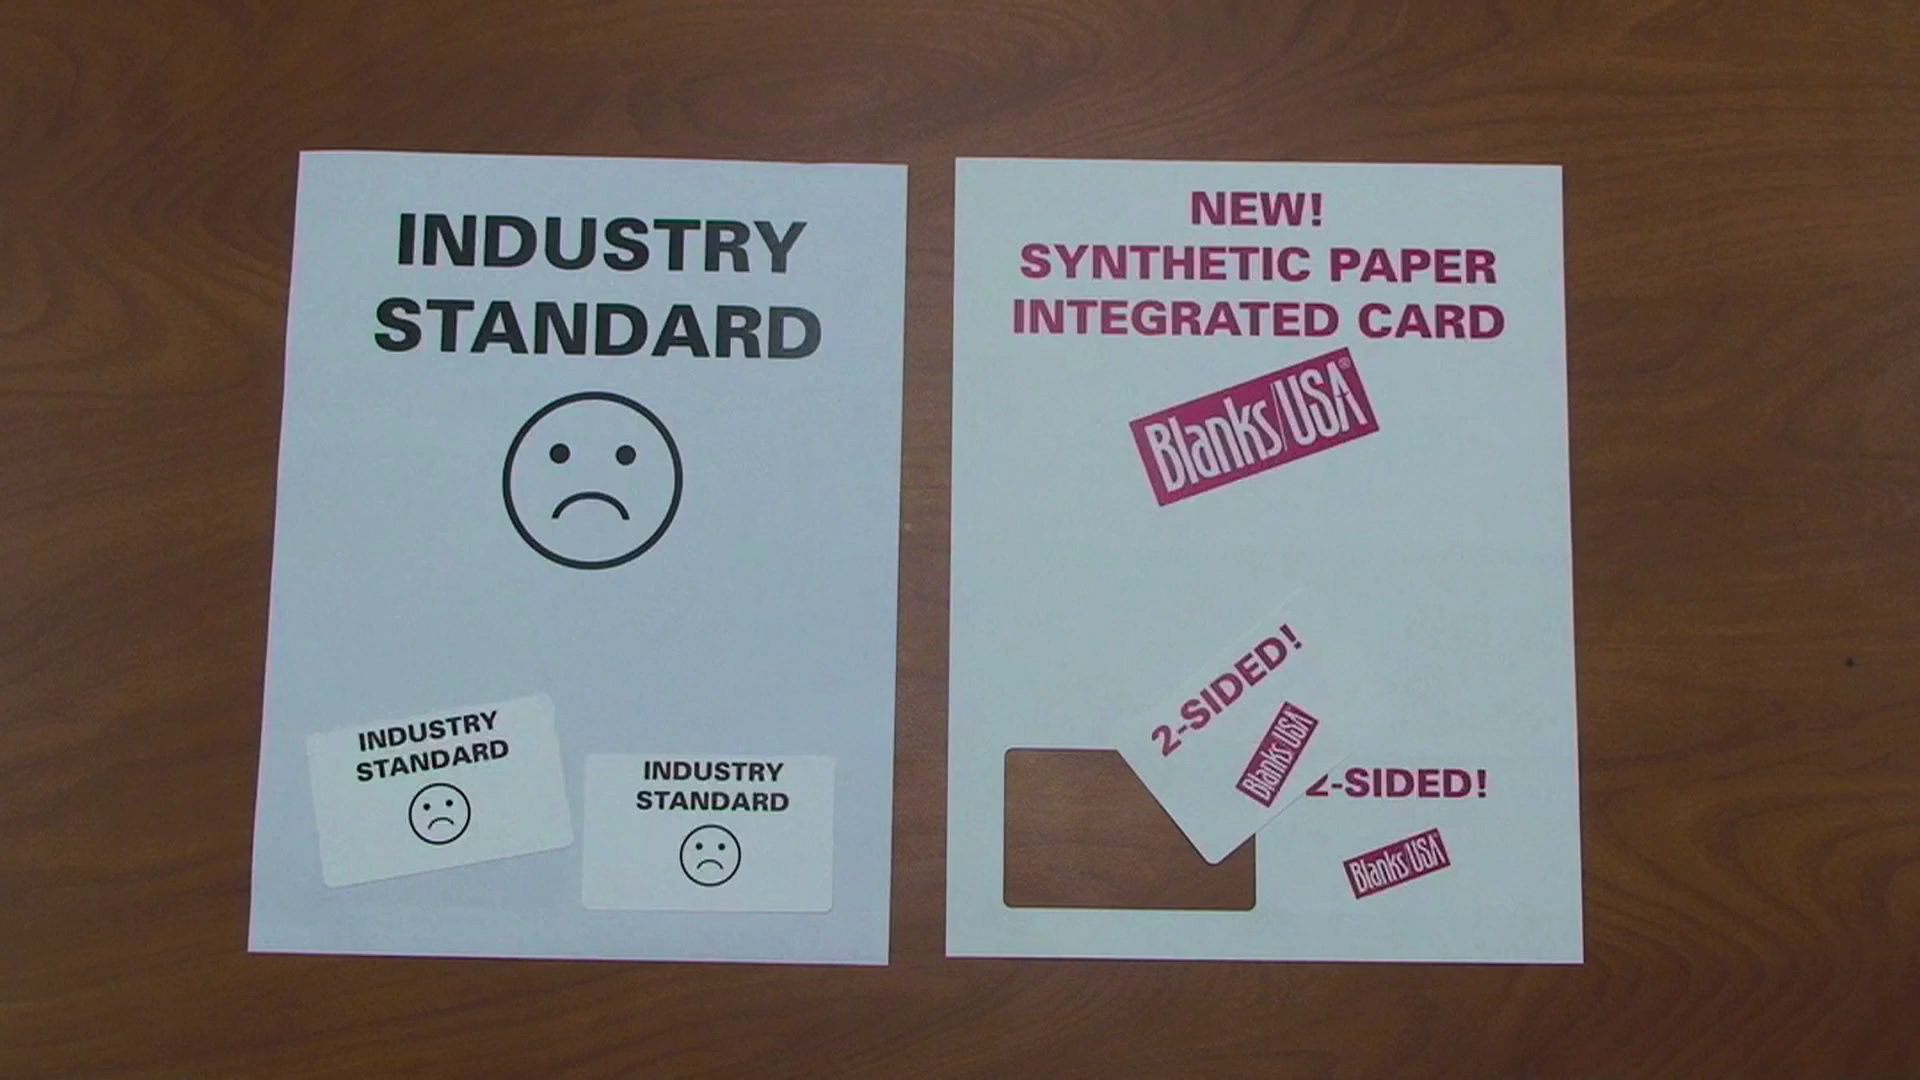 INDUSTRY
STANDARD
INDUSTRY
STANDARD
INDUSTRY
STANDARD
NEW!
SYNTHETIC PAPER
INTEGRATED CARD
Blanks/USA®
2-SIDED!
Blanks/USA
2-SIDED!
Blanks/USA